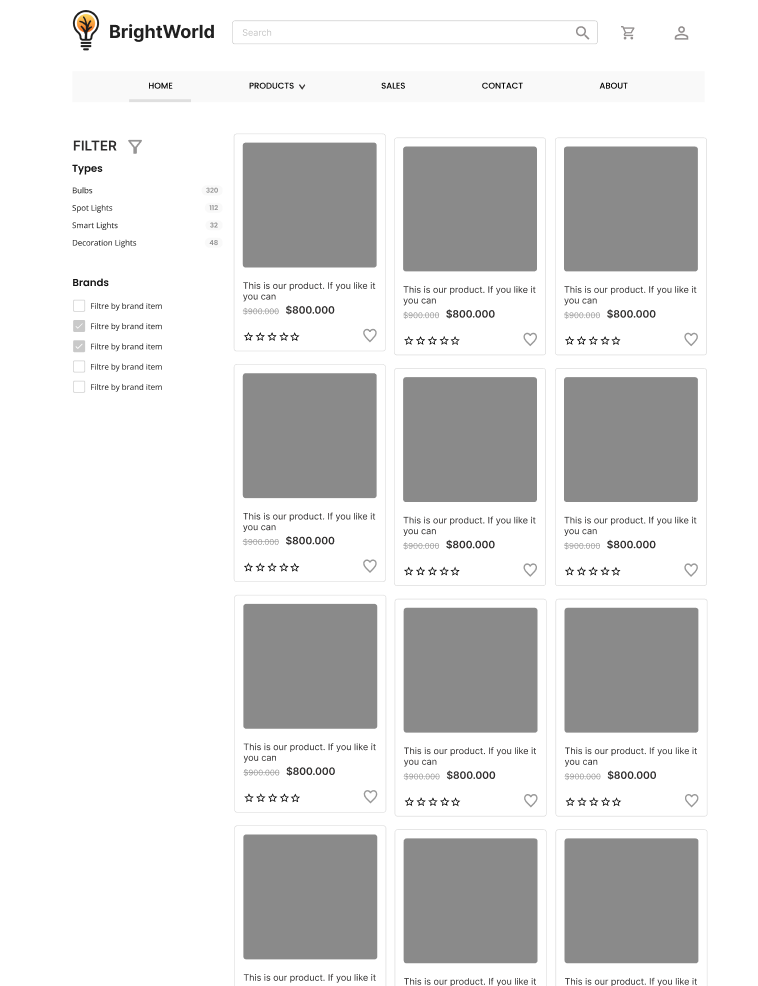 BrightWorld
Search
HOME
PRODUCTS
SALES
CONTACT
ABOUT
FILTER
Types
Bulbs 320
Spot Lights 112
Smart Lights 32
Decoration Lights 48
Brands
Filtre by brand item
Filtre by brand item
Filtre by brand item
Filtre by brand item
Filtre by brand item
This is our product. If you like it
you can
$900.000 $800.000
This is our product. If you like it
you can
$900.000 $800.000
This is our product. If you like it
you can
$900.000 $800.000
This is our product. If you like it
you can
$900.000 $800.000
This is our product. If you like it
you can
$900.000 $800.000
This is our product. If you like it
you can
$900.000 $800.000
This is our product. If you like it
you can
$900.000 $800.000
This is our product. If you like it
you can
$900.000 $800.000
This is our product. If you like it
you can
$900.000 $800.000
This is our product. If you like it
This is our product. If you like it
This is our product. If you like it